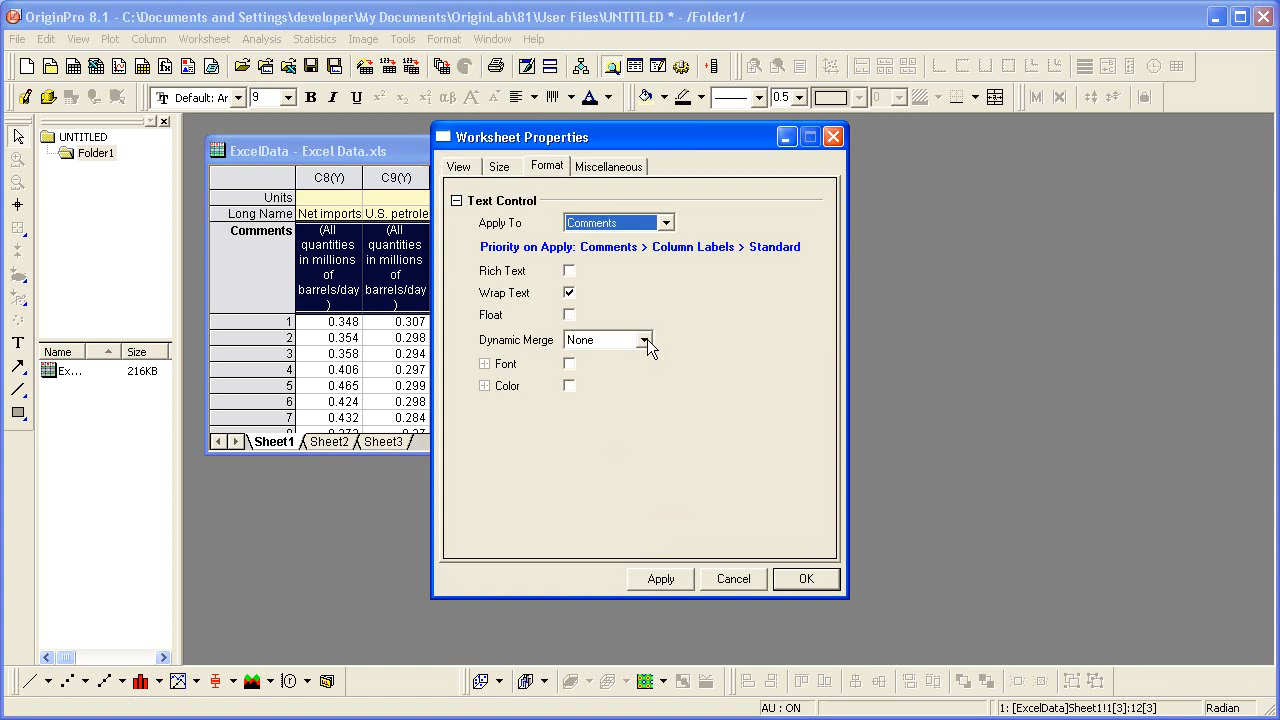 OriginPro 8.1 - C:\Documents and Settings\developer\My Documents\OriginLab\81\User Files\UNTITLED * - /Folder1/
File Edit View Plot Column Worksheet Analysis Statistics Image Tools Format Window Help
Default: Ar 9 B I U 0.5 0
UNTITLED
Folder1
Name Size
Ex... 216KB
ExcelData - Excel Data.xls
C8(Y) C9(Y)
Units
Long Name Net imports U.S. petrole
Comments
(All quantities in millions of barrels/day )
(All quantities in millions of barrels/day )
1 0.348 0.307
2 0.354 0.298
3 0.358 0.294
4 0.406 0.297
5 0.465 0.299
6 0.424 0.298
7 0.432 0.284
Sheet1 Sheet2 Sheet3
Worksheet Properties
View Size Format Miscellaneous
Text Control
Apply To Comments
Priority on Apply: Comments > Column Labels > Standard
Rich Text
Wrap Text
Float
Dynamic Merge None
Font
Color
Apply Cancel OK
AU : ON 1: [ExcelData]Sheet1!1[3]:12[3] Radian